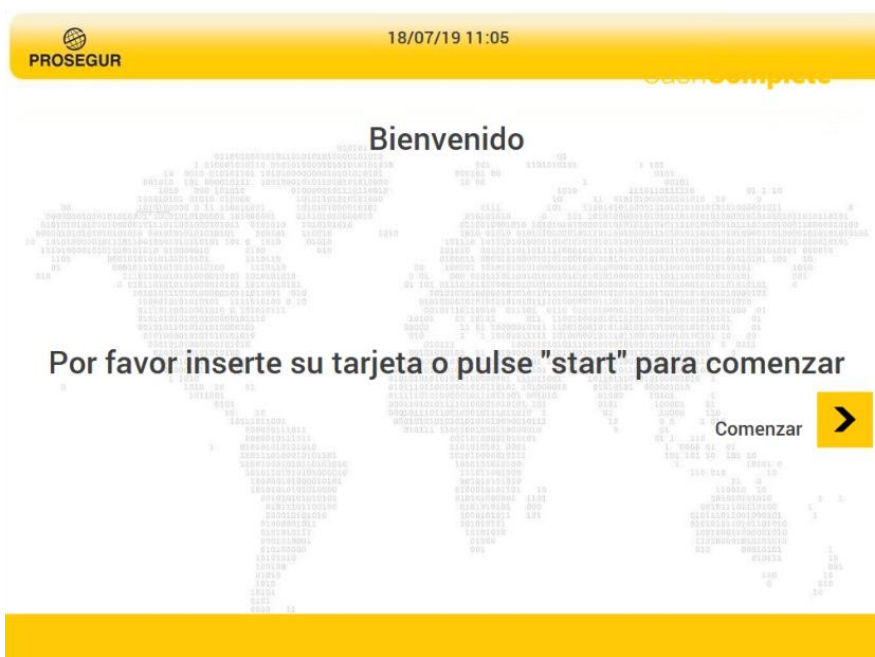 PROSEGUR
18/07/19 11:05
Bienvenido
Por favor inserte su tarjeta o pulse "start" para comenzar
Comenzar